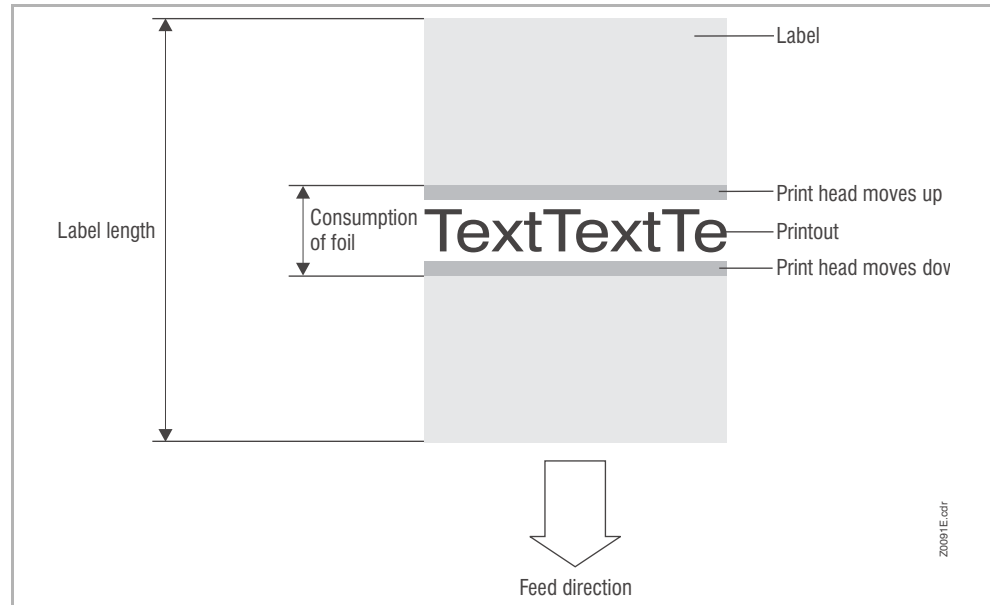 Label
Print head moves up
Label length
Consumption
of foil
TextTextTe
Printout
Print head moves dov
Feed direction
Z0091E.cdr